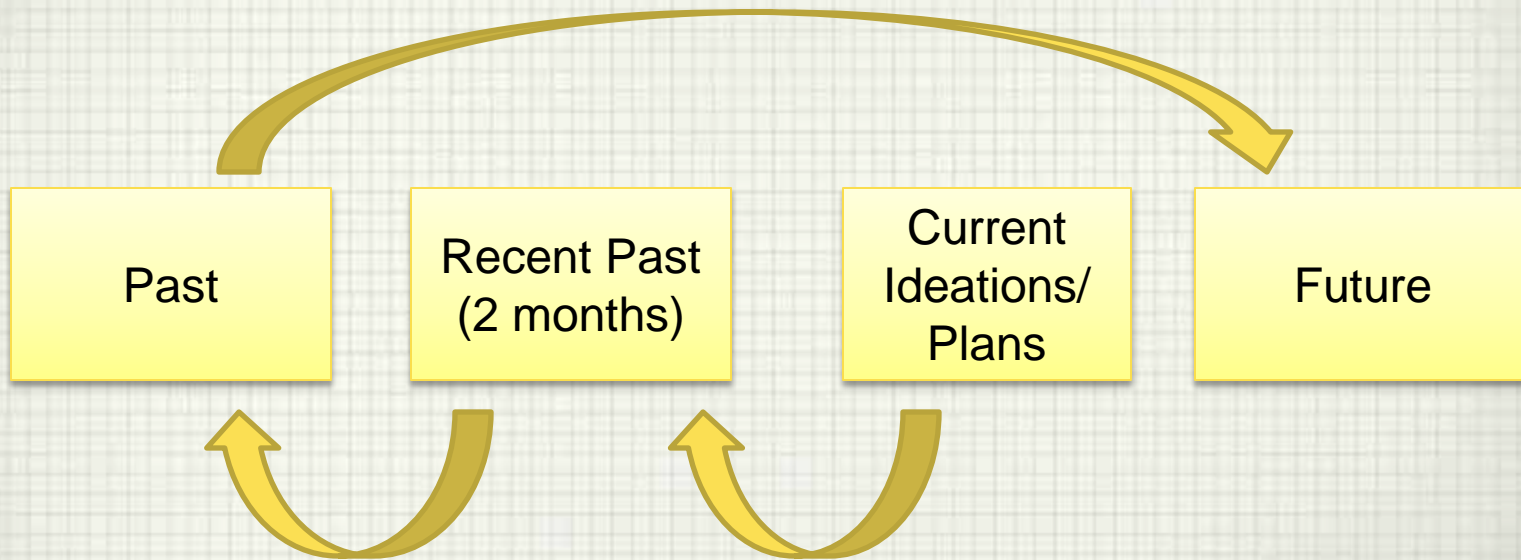 Past
Recent Past
(2 months)
Current
Ideations/
Plans
Future